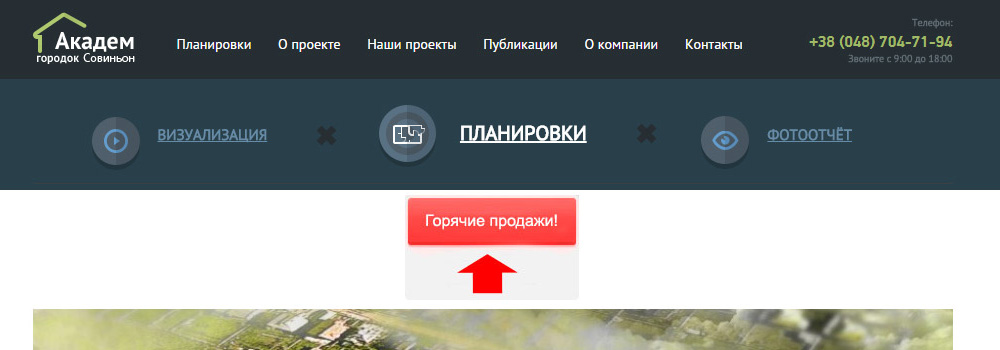 Академ
городок Совиньон
Планировки
О проекте
Наши проекты
Публикации
О компании
Контакты
Телефон:
+38 (048) 704-71-94
Звоните с 9:00 до 18:00
ВИЗУАЛИЗАЦИЯ
ПЛАНИРОВКИ
ФОТООТЧЁТ
Горячие продажи!